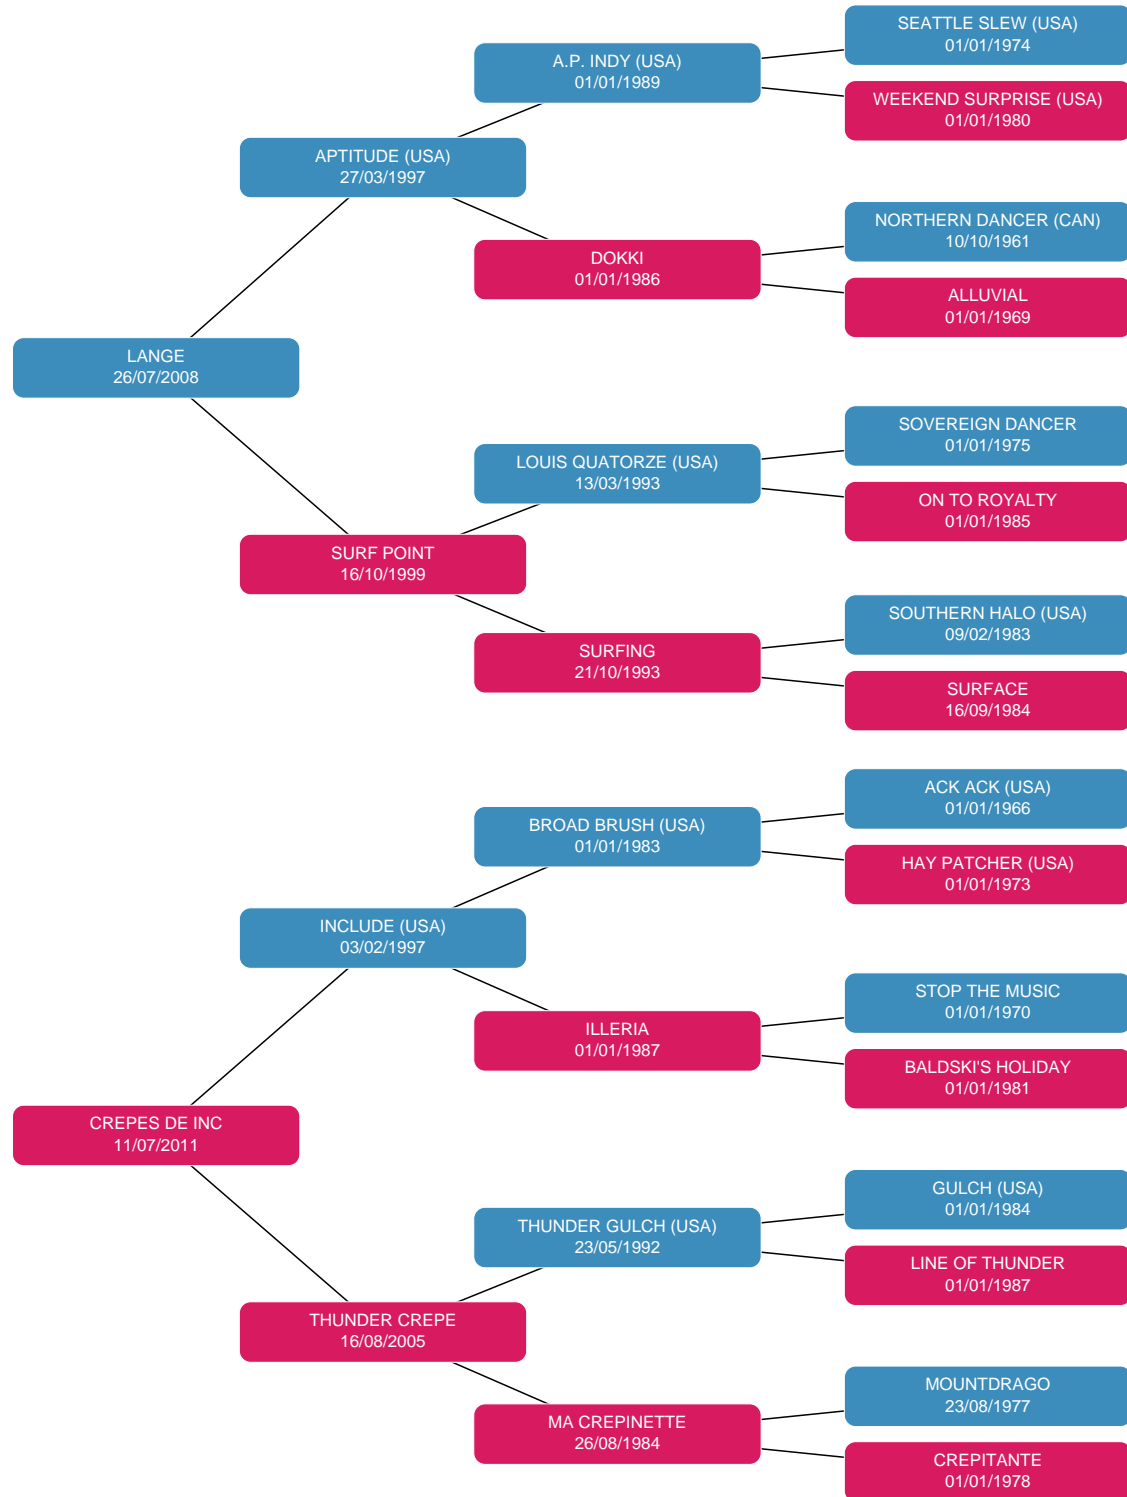 SEATTLE SLEW (USA)
01/01/1974
A.P. INDY (USA)
01/01/1989
WEEKEND SURPRISE (USA)
01/01/1980
APTITUDE (USA)
27/03/1997
NORTHERN DANCER (CAN)
10/10/1961
DOKKI
01/01/1986
ALLUVIAL
01/01/1969
LANGE
26/07/2008
SOVEREIGN DANCER
01/01/1975
LOUIS QUATORZE (USA)
13/03/1993
ON TO ROYALTY
01/01/1985
SURF POINT
16/10/1999
SOUTHERN HALO (USA)
09/02/1983
SURFING
21/10/1993
SURFACE
16/09/1984
ACK ACK (USA)
01/01/1966
BROAD BRUSH (USA)
01/01/1983
HAY PATCHER (USA)
01/01/1973
INCLUDE (USA)
03/02/1997
STOP THE MUSIC
01/01/1970
ILLERIA
01/01/1987
BALDSKI'S HOLIDAY
01/01/1981
CREPES DE INC
11/07/2011
GULCH (USA)
01/01/1984
THUNDER GULCH (USA)
23/05/1992
LINE OF THUNDER
01/01/1987
THUNDER CREPE
16/08/2005
MOUNTDRAGO
23/08/1977
MA CREPINETTE
26/08/1984
CREPITANTE
01/01/1978